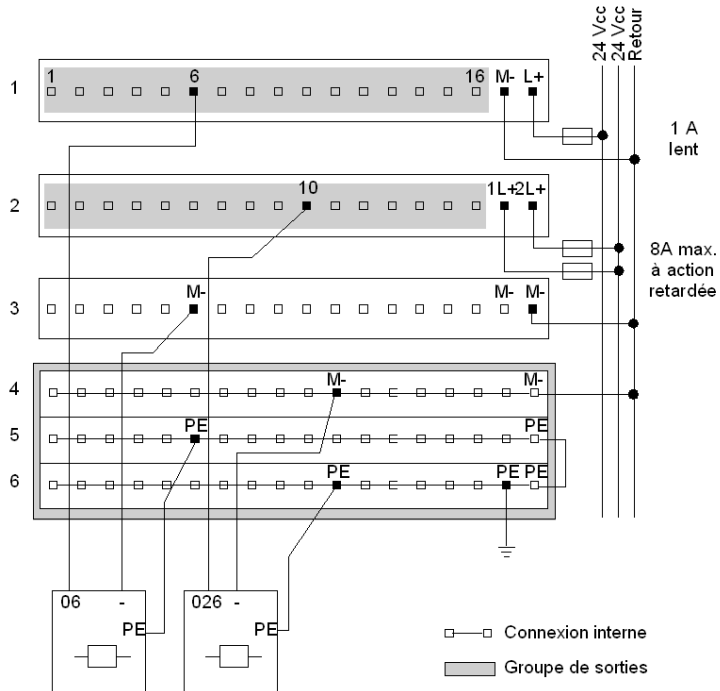 24 Vcc
24 Vcc
Retour
1
1 6 16 M- L+
1 A
lent
2
10 1L+ 2L+
8A max.
à action
retardée
3
M- M- M-
4
M- M-
5
PE PE
6
PE PE PE
06 -
PE
026 -
PE
Connexion interne
Groupe de sorties